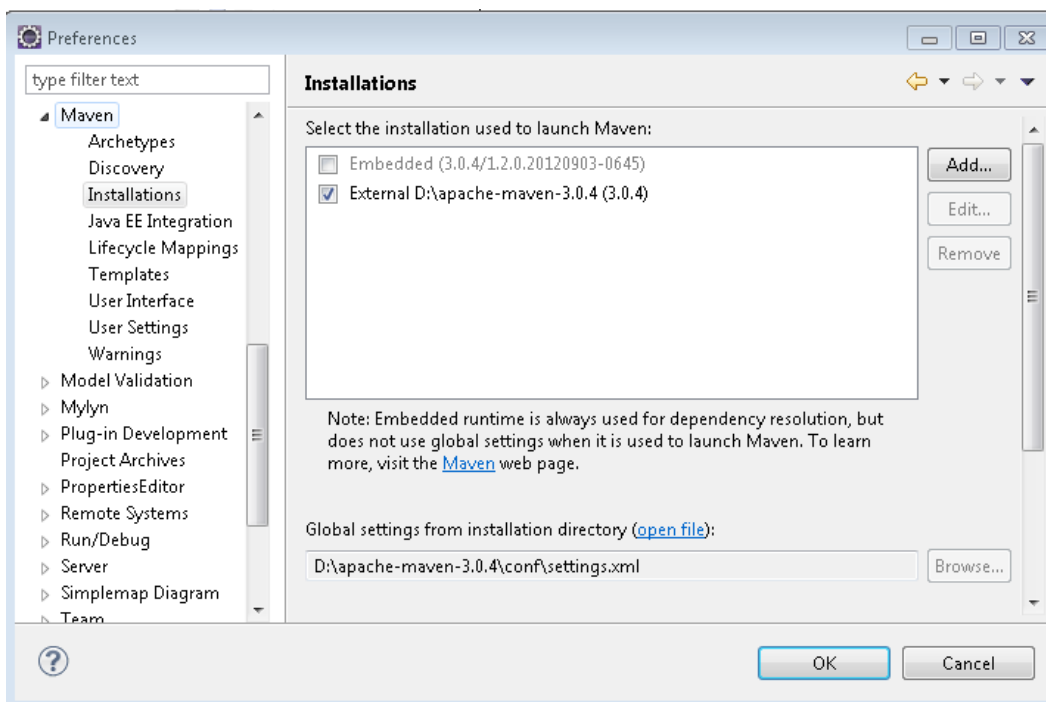 Preferences
type filter text
Maven
Archetypes
Discovery
Installations
Java EE Integration
Lifecycle Mappings
Templates
User Interface
User Settings
Warnings
Model Validation
Mylyn
Plug-in Development
Project Archives
PropertiesEditor
Remote Systems
Run/Debug
Server
Simplemap Diagram
Team
Installations
Select the installation used to launch Maven:
Embedded (3.0.4/1.2.0.20120903-0645)
External D:\apache-maven-3.0.4 (3.0.4)
Add...
Edit...
Remove
Note: Embedded runtime is always used for dependency resolution, but
does not use global settings when it is used to launch Maven. To learn
more, visit the Maven web page.
Global settings from installation directory (open file):
D:\apache-maven-3.0.4\conf\settings.xml
Browse...
OK
Cancel